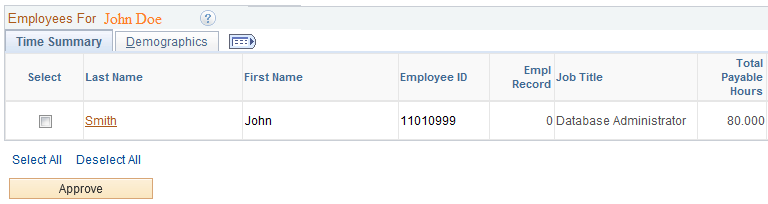 Employees For John Doe ?
Time Summary Demographics
Select Last Name First Name Employee ID Empl Record Job Title Total Payable Hours
Smith John 11010999 0 Database Administrator 80.000
Select All Deselect All
Approve